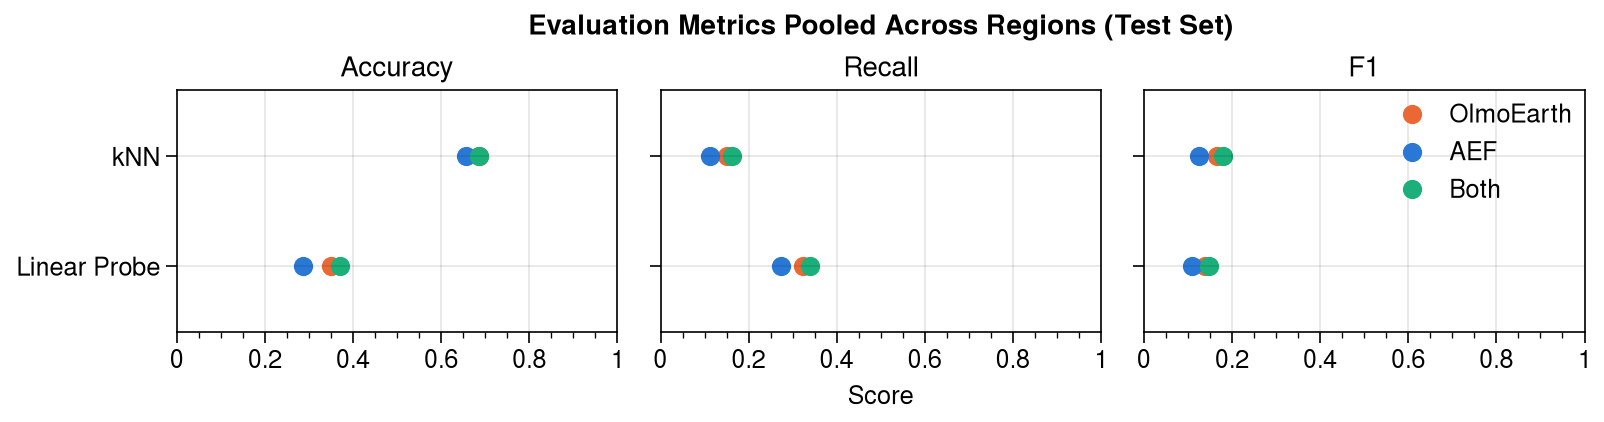 Evaluation Metrics Pooled Across Regions (Test Set)
Accuracy
Recall
F1
OlmoEarth
AEF
Both
kNN
Linear Probe
0 0.2 0.4 0.6 0.8 1
0 0.2 0.4 0.6 0.8 1
0 0.2 0.4 0.6 0.8 1
Score